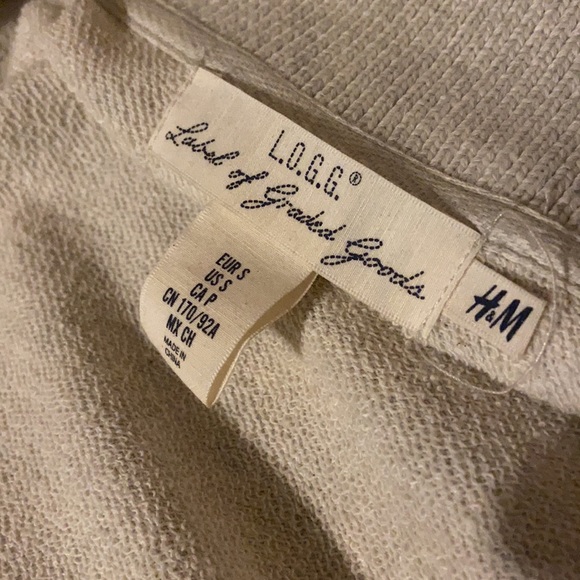 L.O.G.G.®
Label of Graded Goods.
H&M
EUR S
US S
CA P
CN 170/92A
MX CH
MADE IN
CHINA